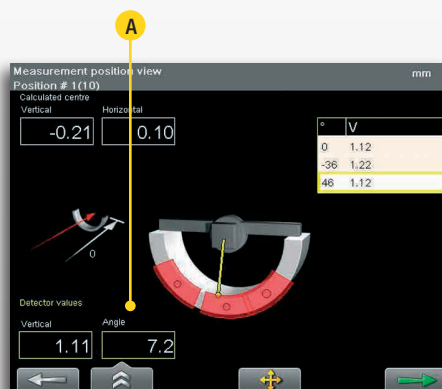 A
Measurement position view mm
Position # 1(10)
Calculated centre
Vertical Horizontal
-0.21 0.10
° V
0 1.12
-36 1.22
46 1.12
0
Detector values
Vertical Angle
1.11 7.2